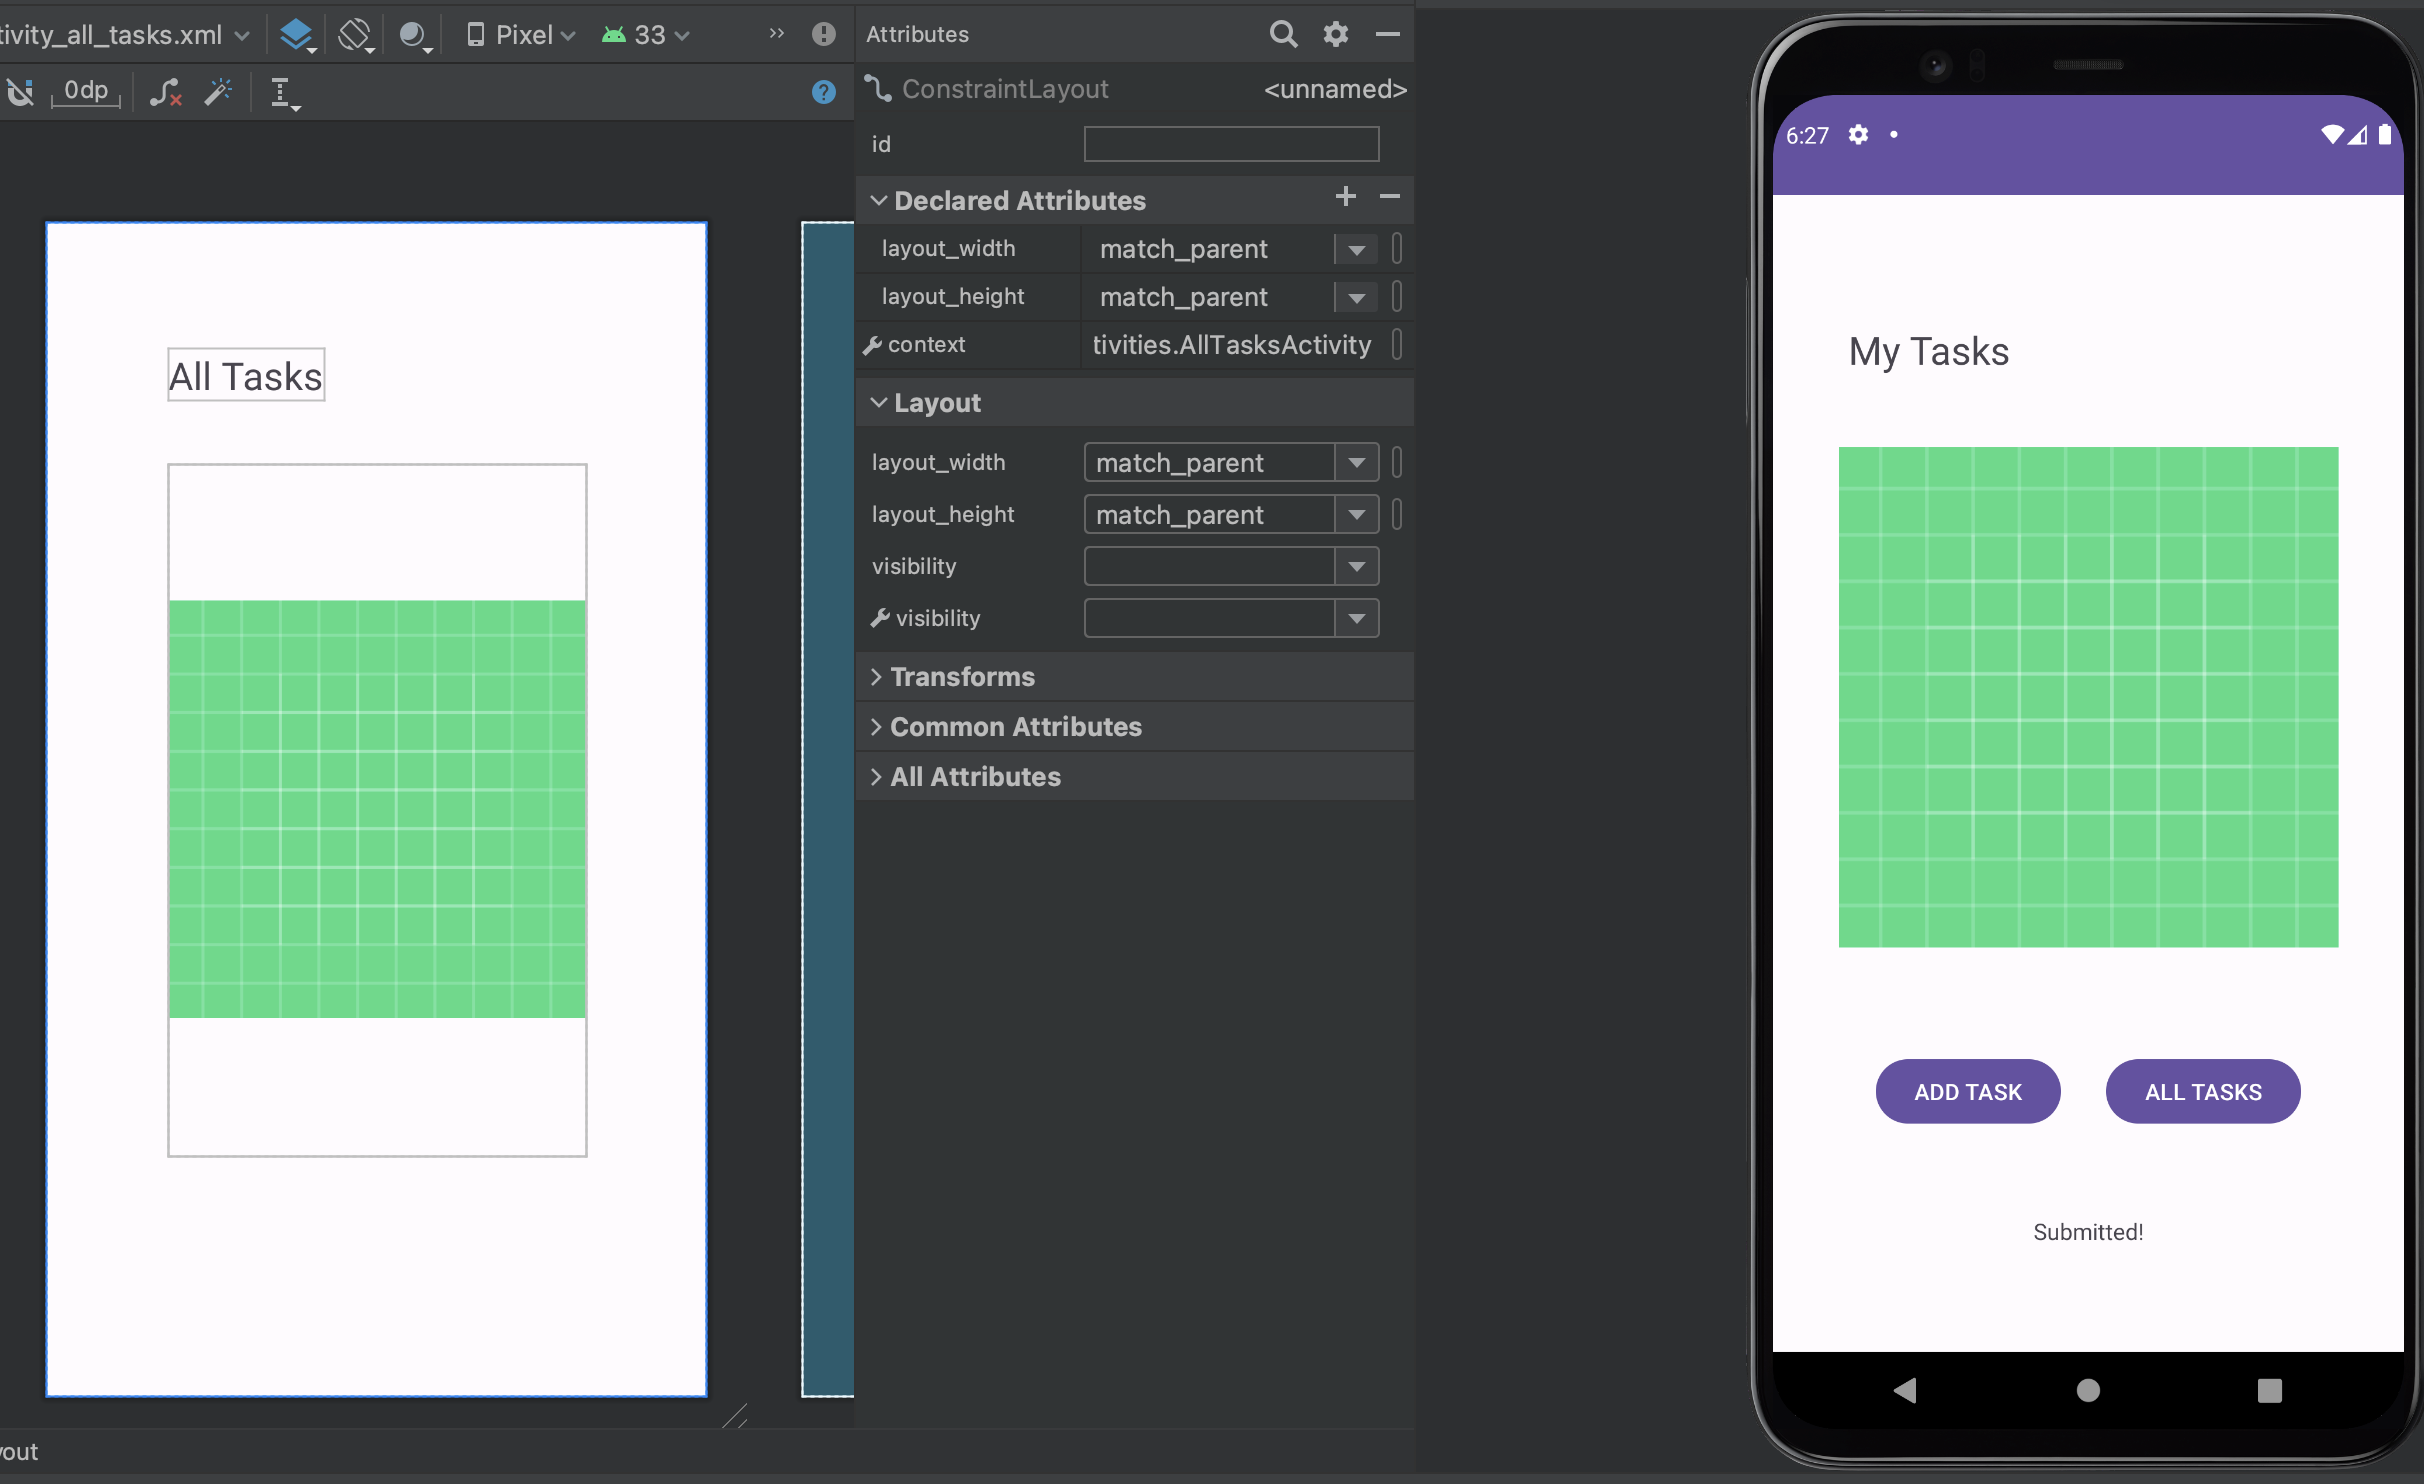 tivity_all_tasks.xml
Pixel
33
0dp
All Tasks
out
Attributes
ConstraintLayout
<unnamed>
id
Declared Attributes
layout_width match_parent
layout_height match_parent
context tivities.AllTasksActivity
Layout
layout_width match_parent
layout_height match_parent
visibility
visibility
Transforms
Common Attributes
All Attributes
6:27
My Tasks
ADD TASK
ALL TASKS
Submitted!